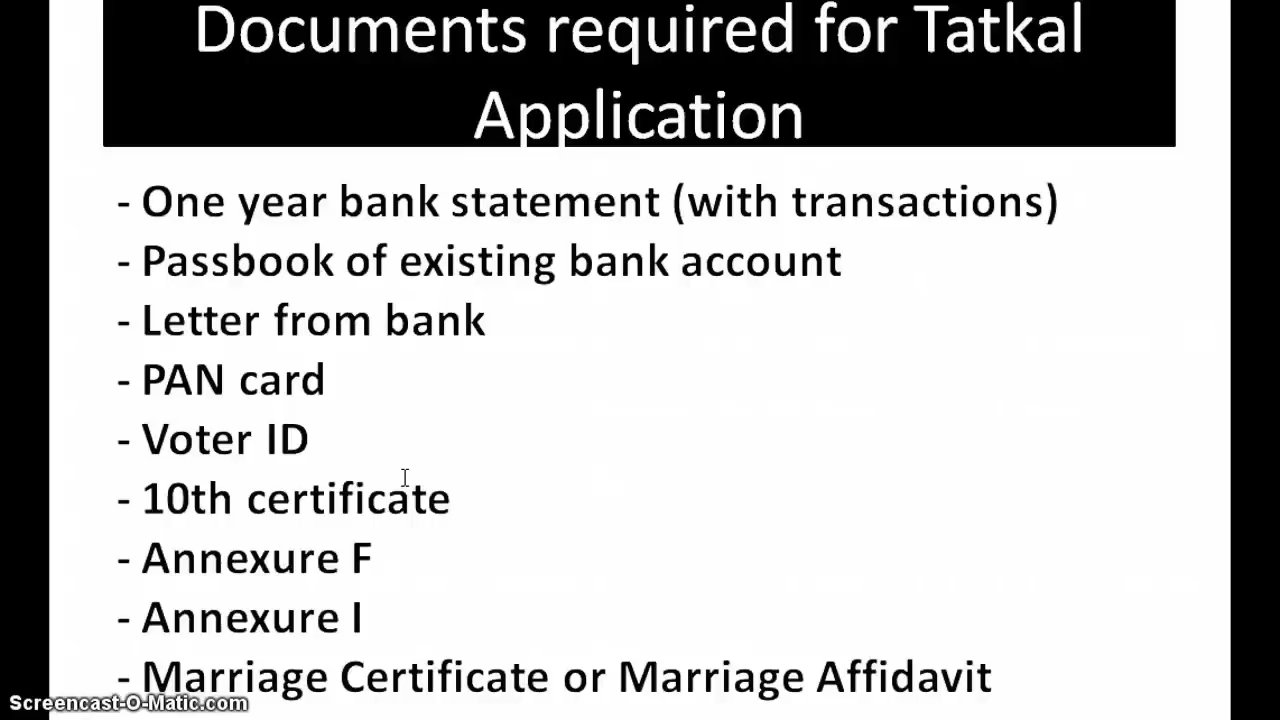 Documents required for Tatkal
Application
- One year bank statement (with transactions)
- Passbook of existing bank account
- Letter from bank
- PAN card
- Voter ID
- 10th certificate
- Annexure F
- Annexure I
- Marriage Certificate or Marriage Affidavit
Screencast-O-Matic.com